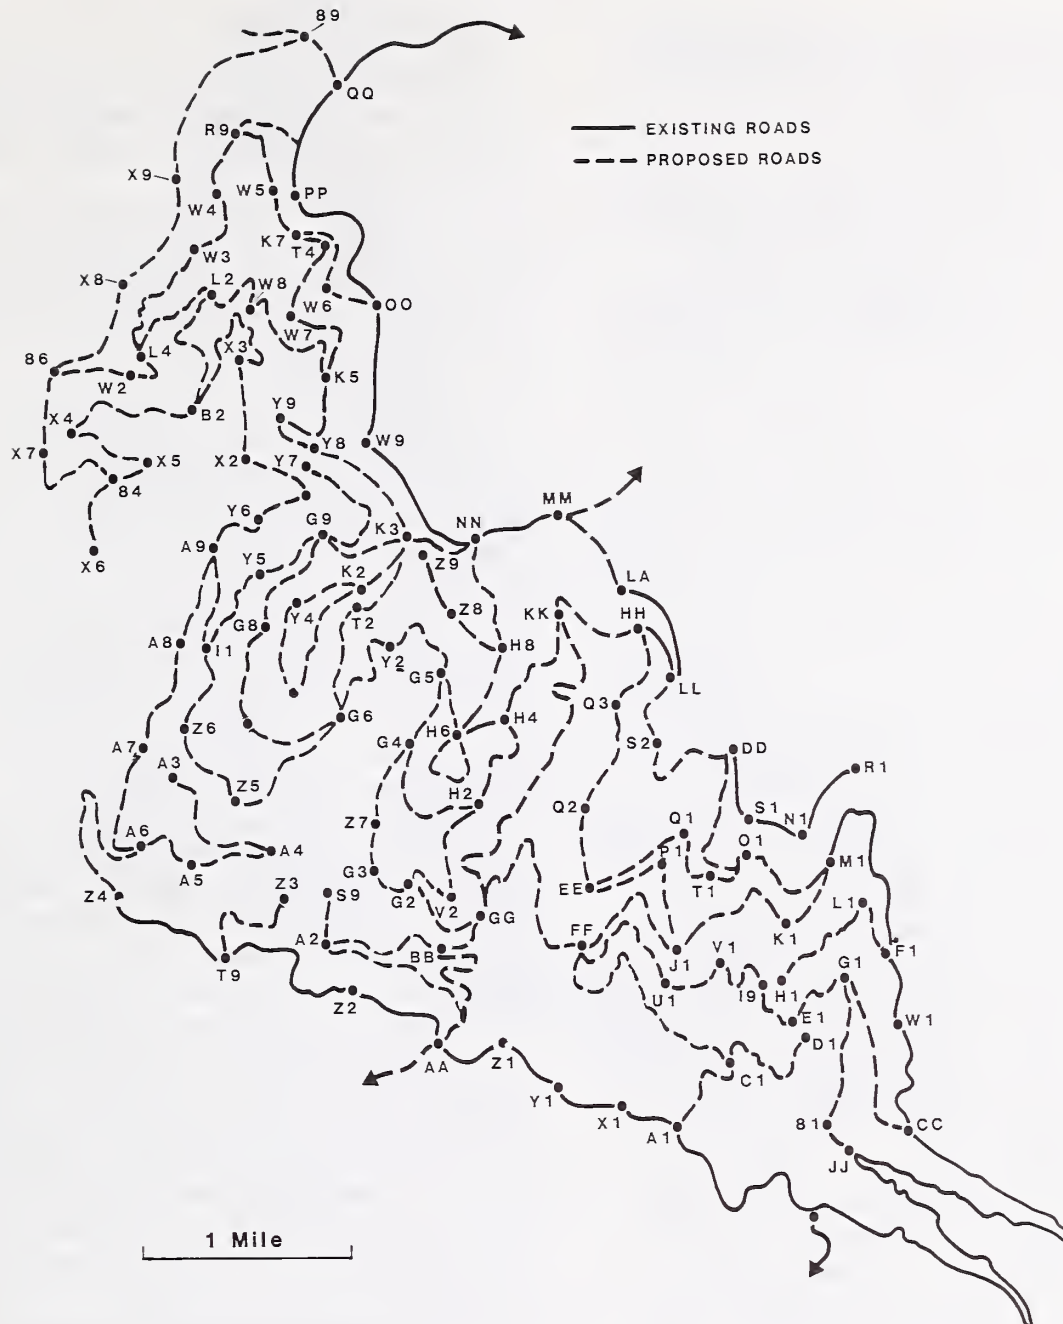 89
QQ
R9
EXISTING ROADS
PROPOSED ROADS
X9
W4
W5
PP
K7
T4
W3
X8
L2
W8
W6
OO
W7
86
L4
X3
W2
K5
X4
B2
Y9
Y8
W9
X7
X5
X2
Y7
84
MM
Y6
G9
K3
NN
A9
Z9
X6
Y5
K2
LA
Y4
T2
Z8
KK
HH
G8
A8
I1
Y2
H8
G5
LL
Q3
G6
H4
Z6
G4
H6
S2
DD
A7
A3
R1
Z5
H2
Q2
S1
N1
Z7
Q1
A6
P1
O1
M1
A4
A5
G3
EE
T1
Z4
Z3
S9
G2
V2
GG
L1
FF
K1
A2
BB
J1
V1
F1
T9
G1
U1
I9
H1
Z2
E1
W1
D1
AA
Z1
C1
Y1
X1
A1
81
CC
JJ
1 Mile